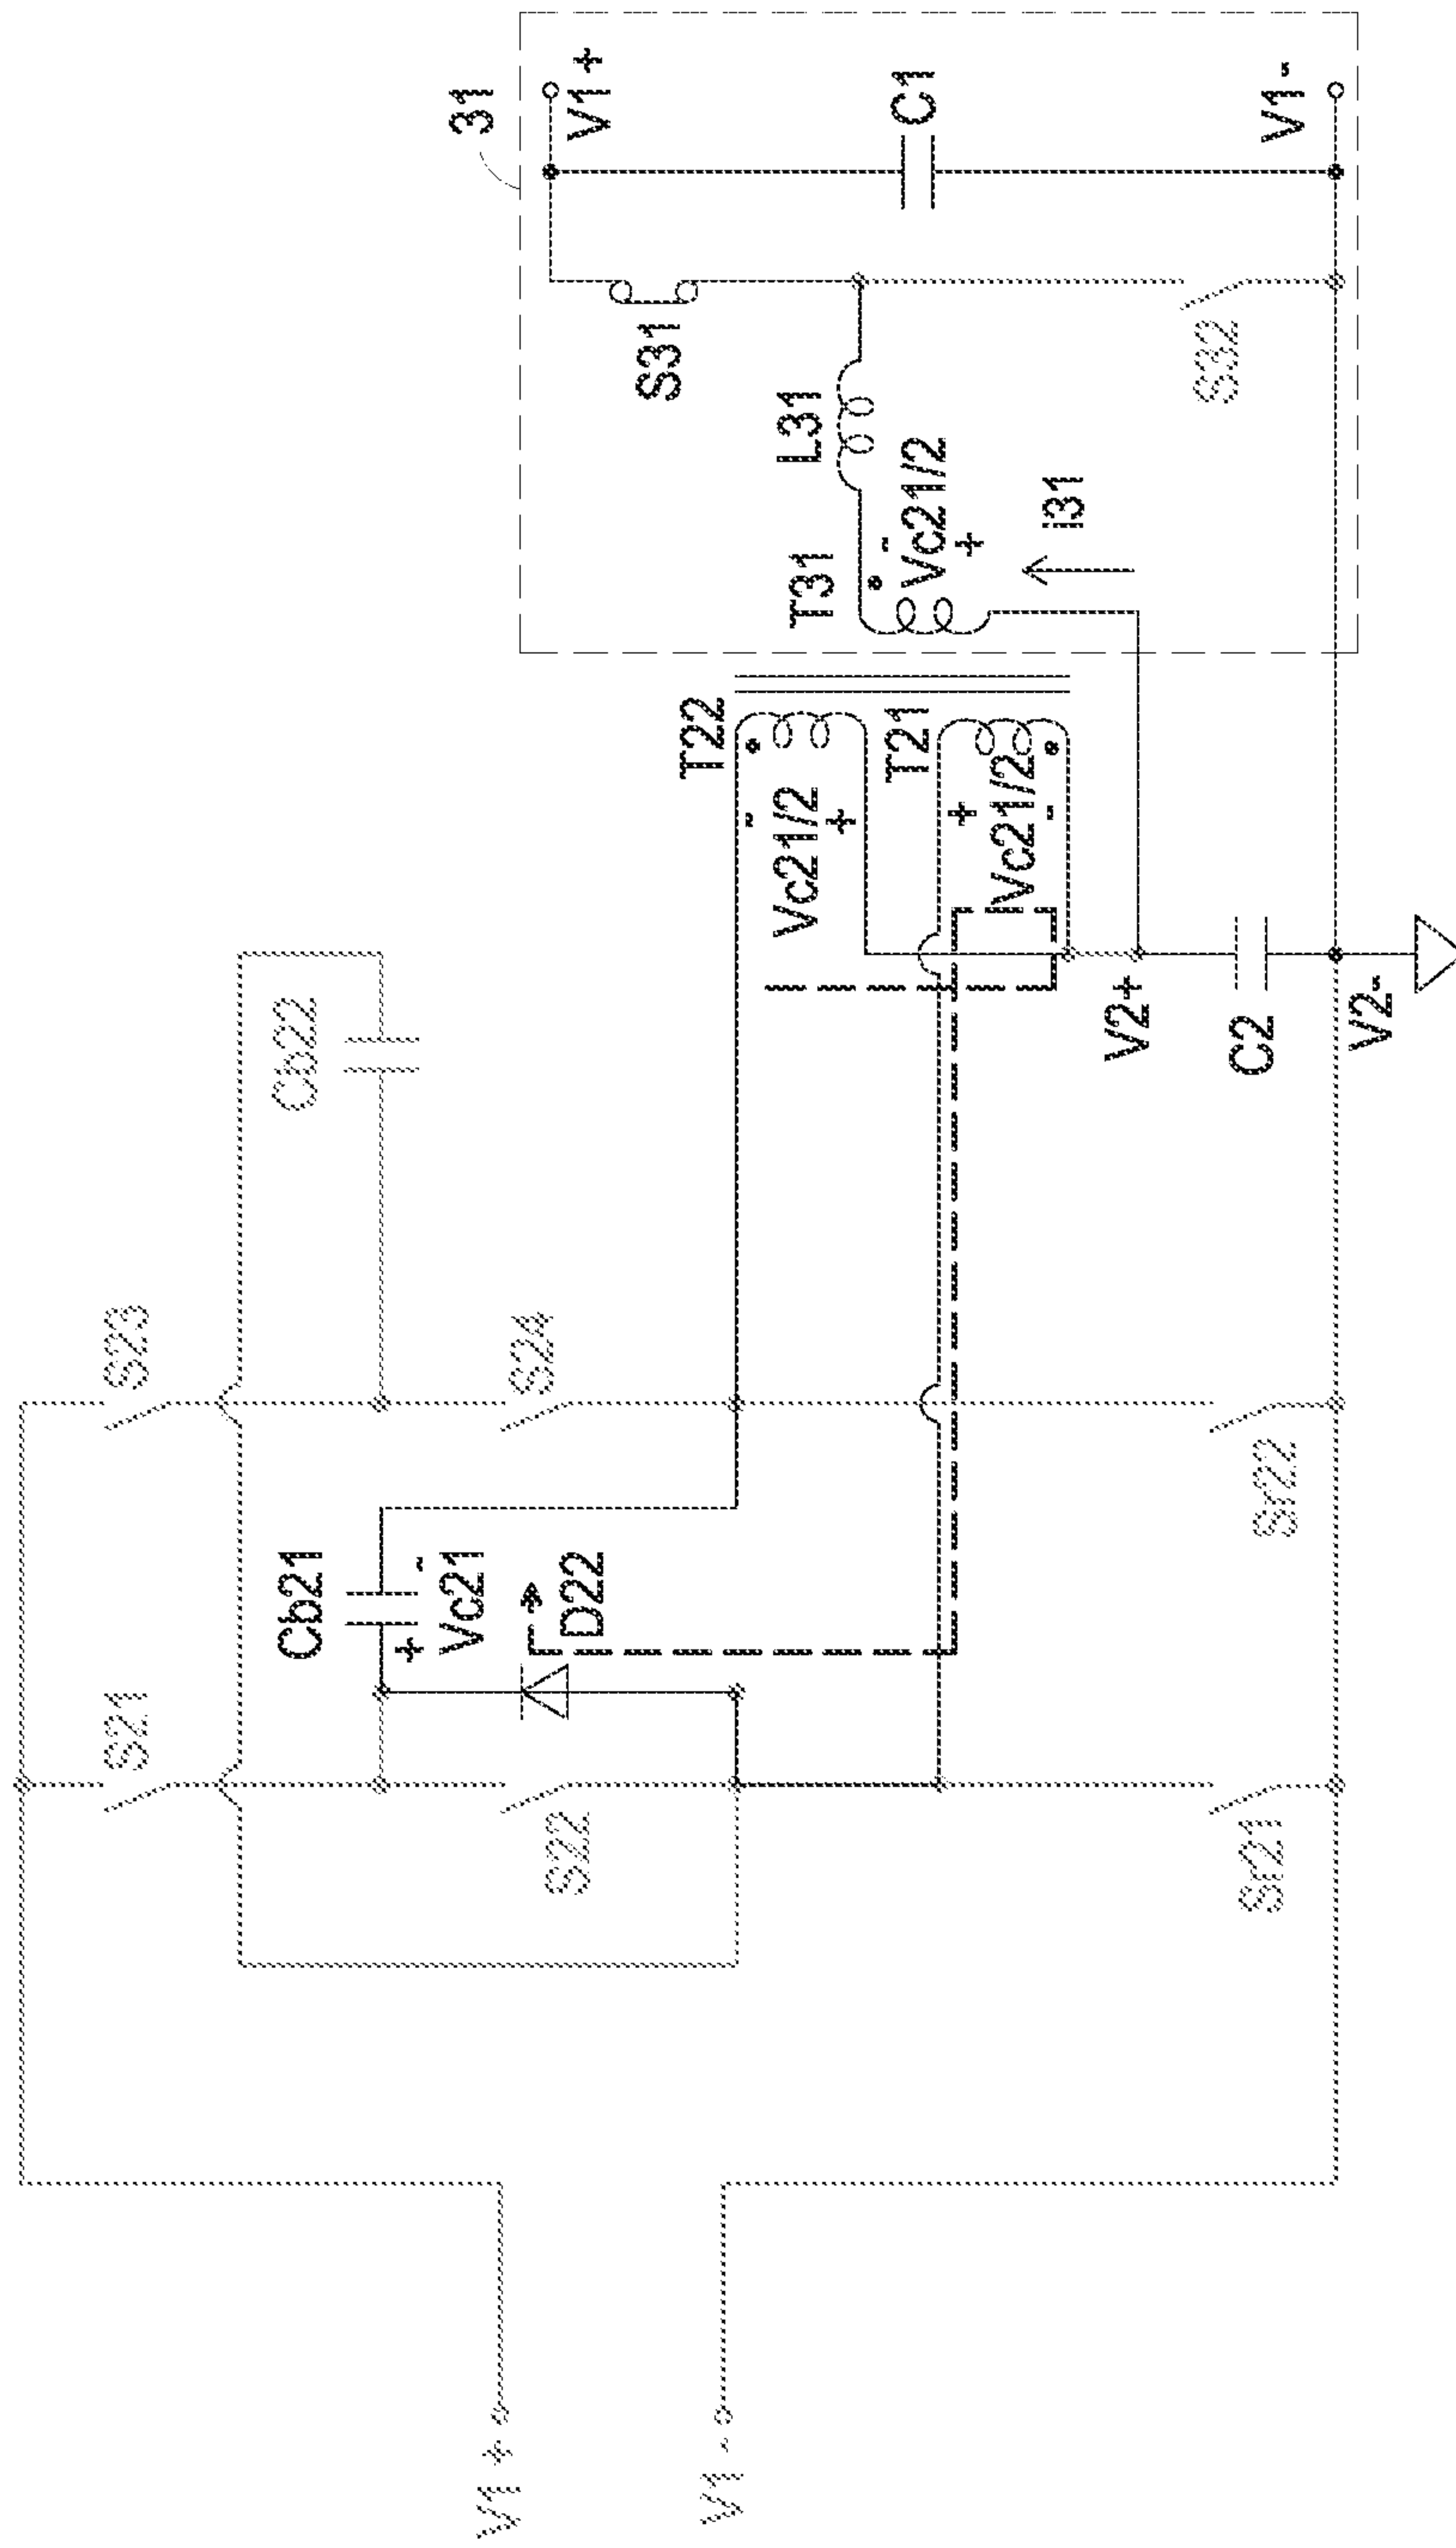 31
V1 +
C1
V1 -
S31
S32
L31
T31
-
Vc21/2
+
i31
T22
-
Vc21/2
+
T21
+
Vc21/2
-
V2+
C2
V2-
Cb22
S23
S24
Sr22
Cb21
+ Vc21 -
D22
S21
S22
Sr21
V1 +
V1 -